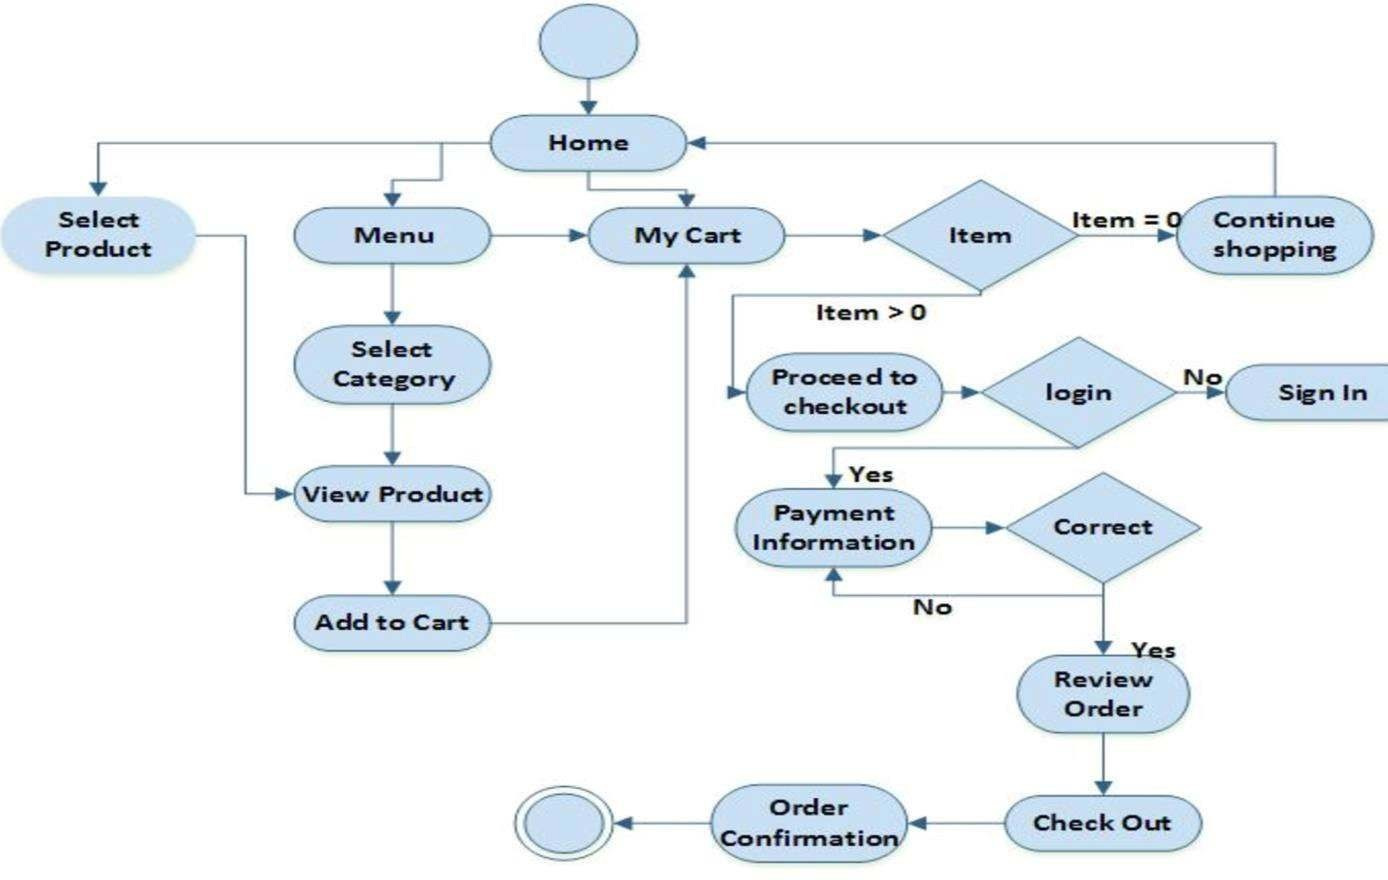 Home
Select
Product
Menu
My Cart
Item
Item = 0
Continue
shopping
Item > 0
Select
Category
Proceed to
checkout
login
No
Sign In
Yes
View Product
Payment
Information
Correct
No
Add to Cart
Yes
Review
Order
Order
Confirmation
Check Out